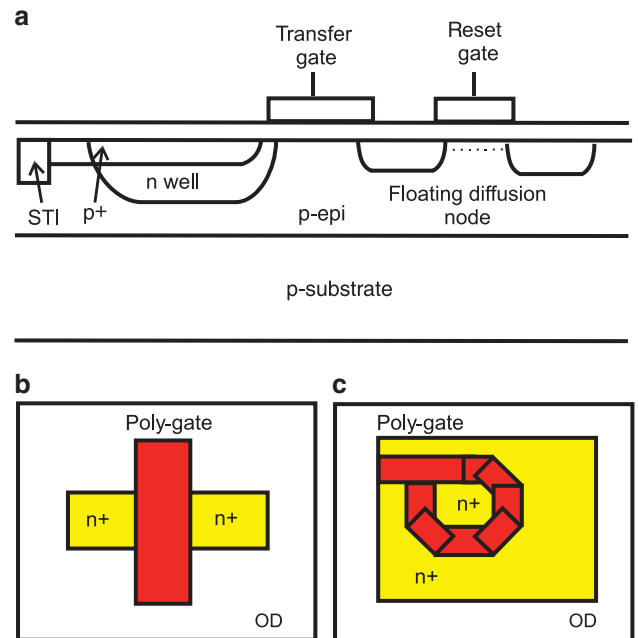 a
Transfer
gate
Reset
gate
STI
p+
n well
p-epi
Floating diffusion
node
p-substrate
b
Poly-gate
n+
n+
OD
c
Poly-gate
n+
n+
OD